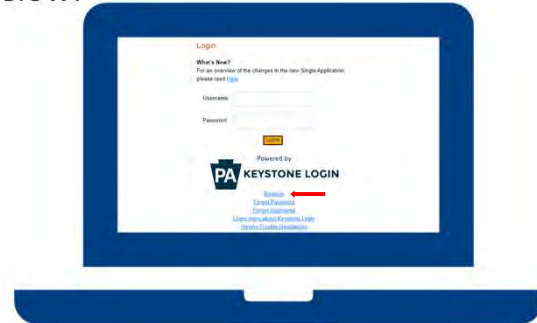 Login
What's New?
For an overview of the changes in the new Single Application,
please read here
Username
Password
Powered by
PA KEYSTONE LOGIN
Register
Forgot Password
Forgot Username
Learn more about Keystone Login